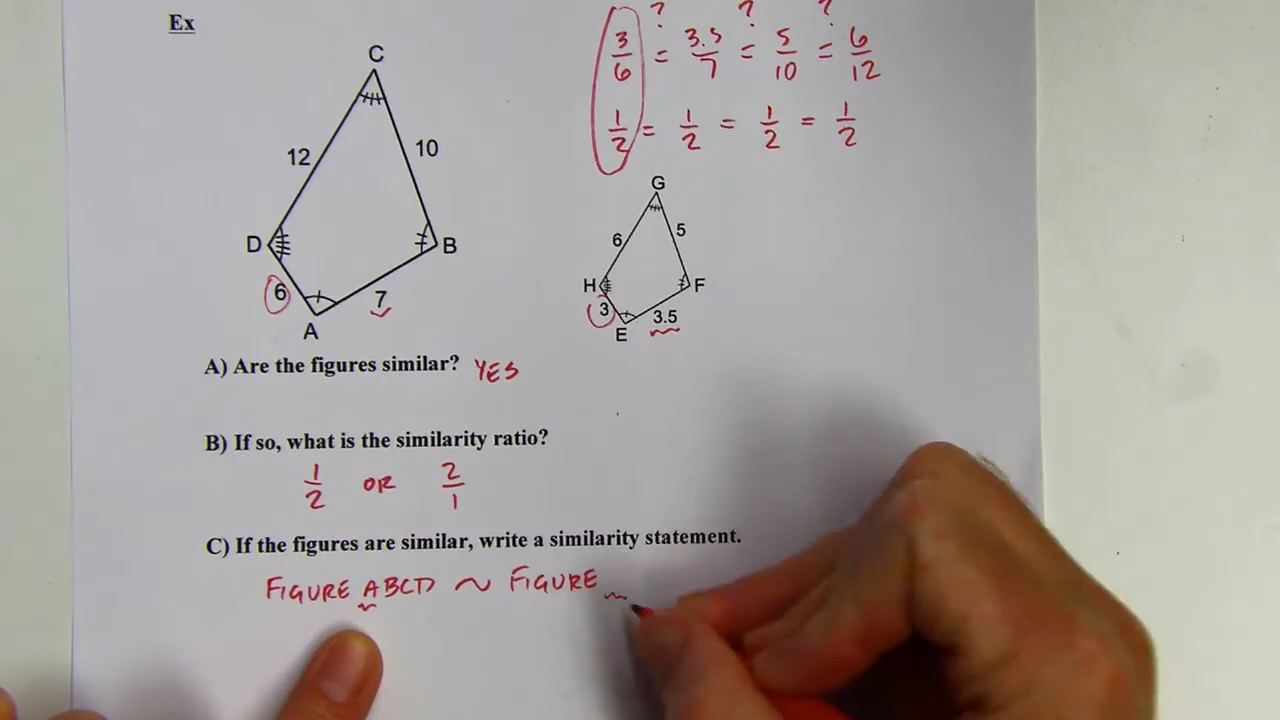 Ex
? ? ?
3/6 = 3.5/7 = 5/10 = 6/12
1/2 = 1/2 = 1/2 = 1/2
C
12 10
D B
6 7
A
G
6 5
H F
3 3.5
E
A) Are the figures similar? YES
B) If so, what is the similarity ratio?
1/2 OR 2/1
C) If the figures are similar, write a similarity statement.
FIGURE ABCD ~ FIGURE